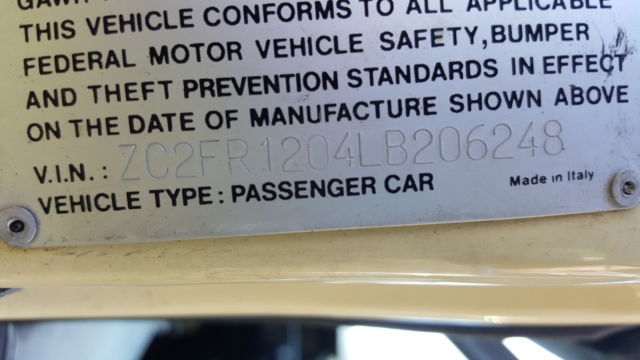 THIS VEHICLE CONFORMS TO ALL APPLICABLE
FEDERAL MOTOR VEHICLE SAFETY, BUMPER
AND THEFT PREVENTION STANDARDS IN EFFECT
ON THE DATE OF MANUFACTURE SHOWN ABOVE
V.I.N.: ZC2FR1204LB206248
VEHICLE TYPE: PASSENGER CAR
Made in Italy